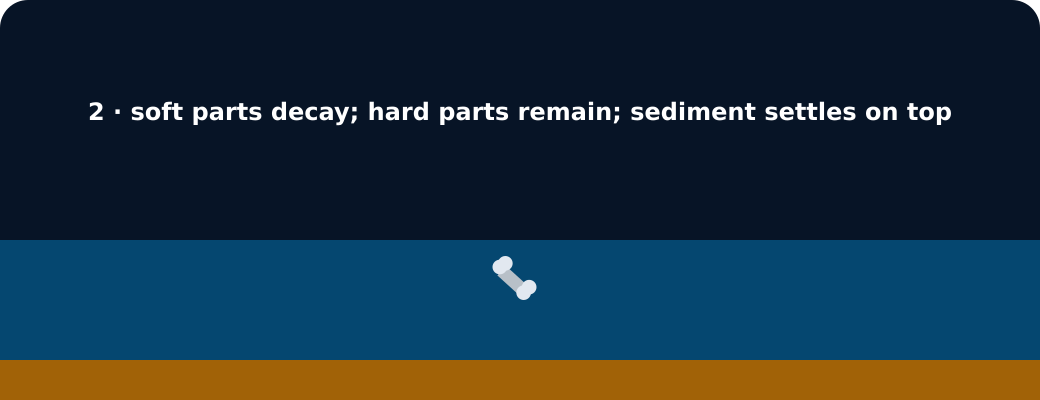 2 · soft parts decay; hard parts remain; sediment settles on top